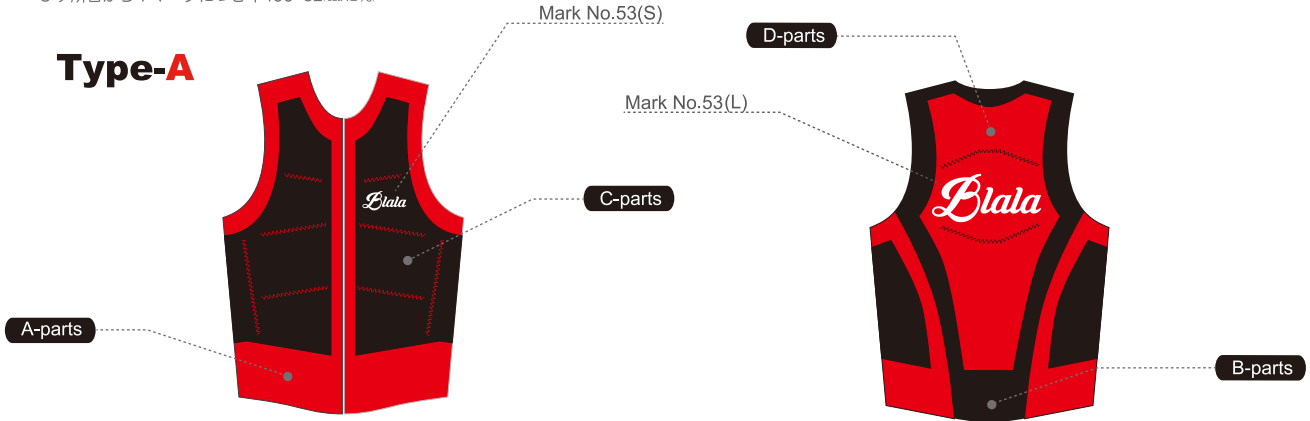 Mark No.53(S)
D-parts
Type-A
Mark No.53(L)
Blala
C-parts
Blala
A-parts
B-parts